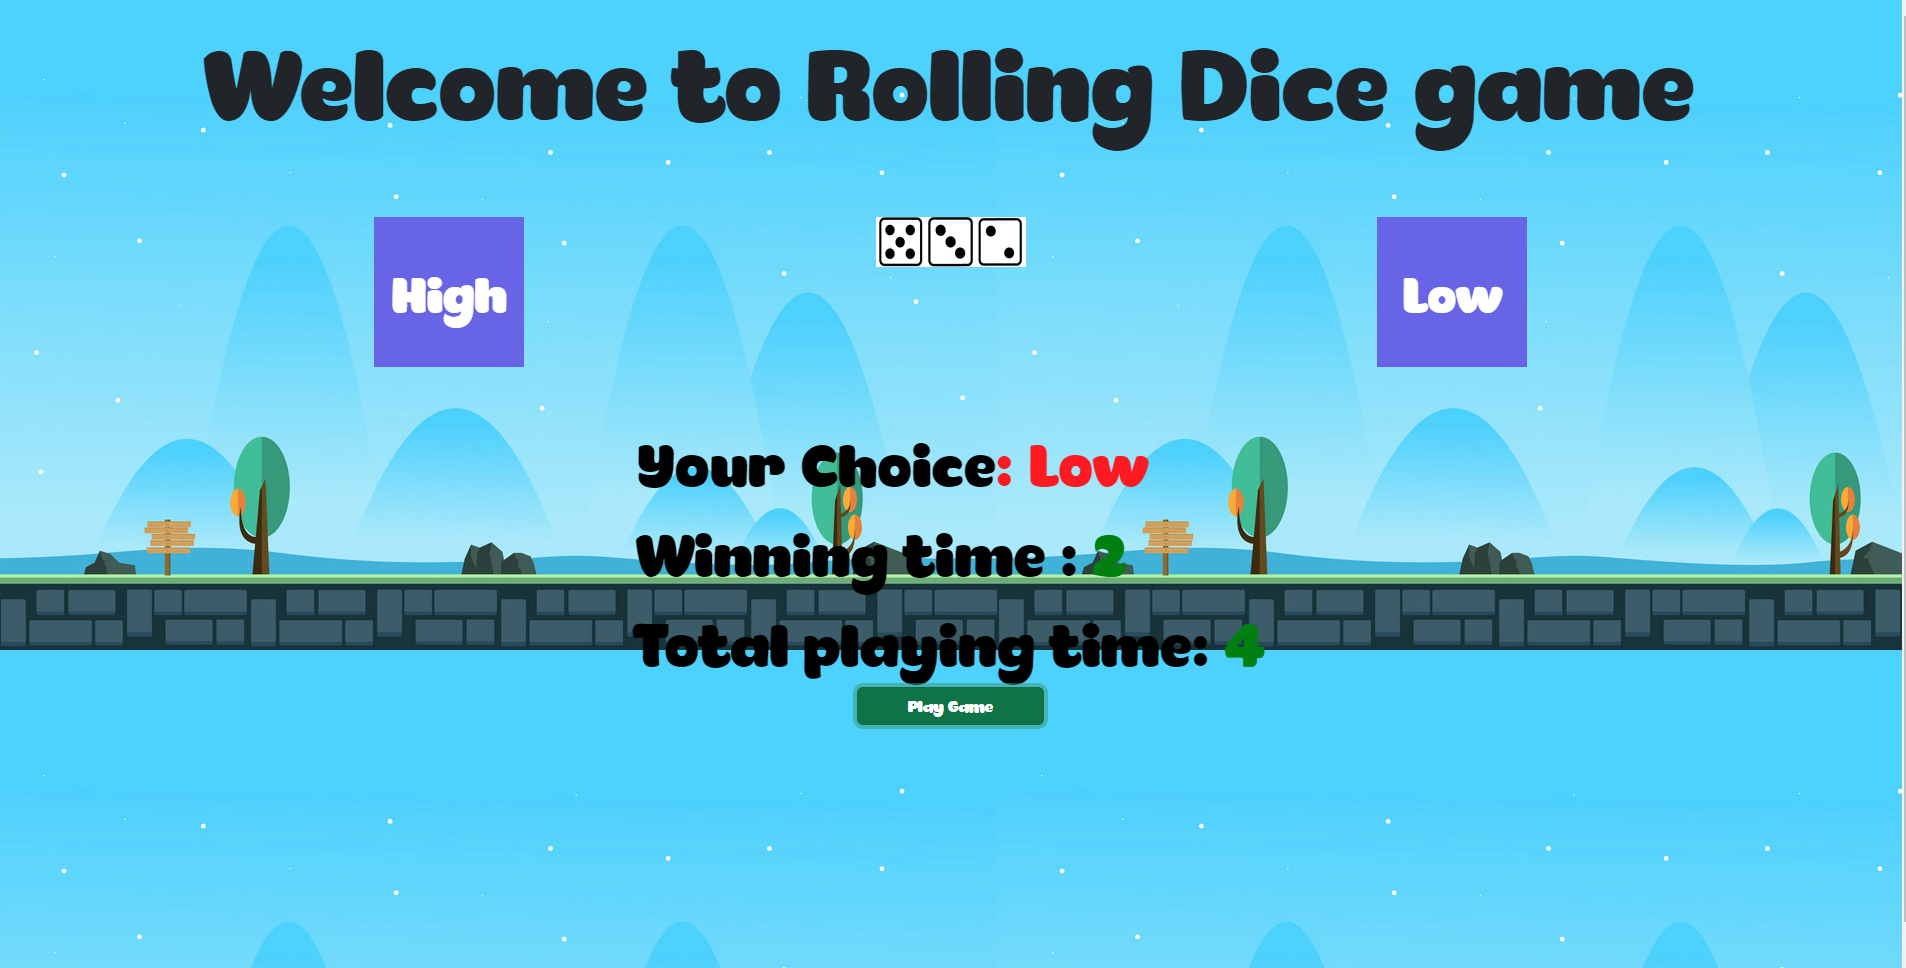 Welcome to Rolling Dice game
High
Low
Your Choice: Low
Winning time : 2
Total playing time: 4
Play Game